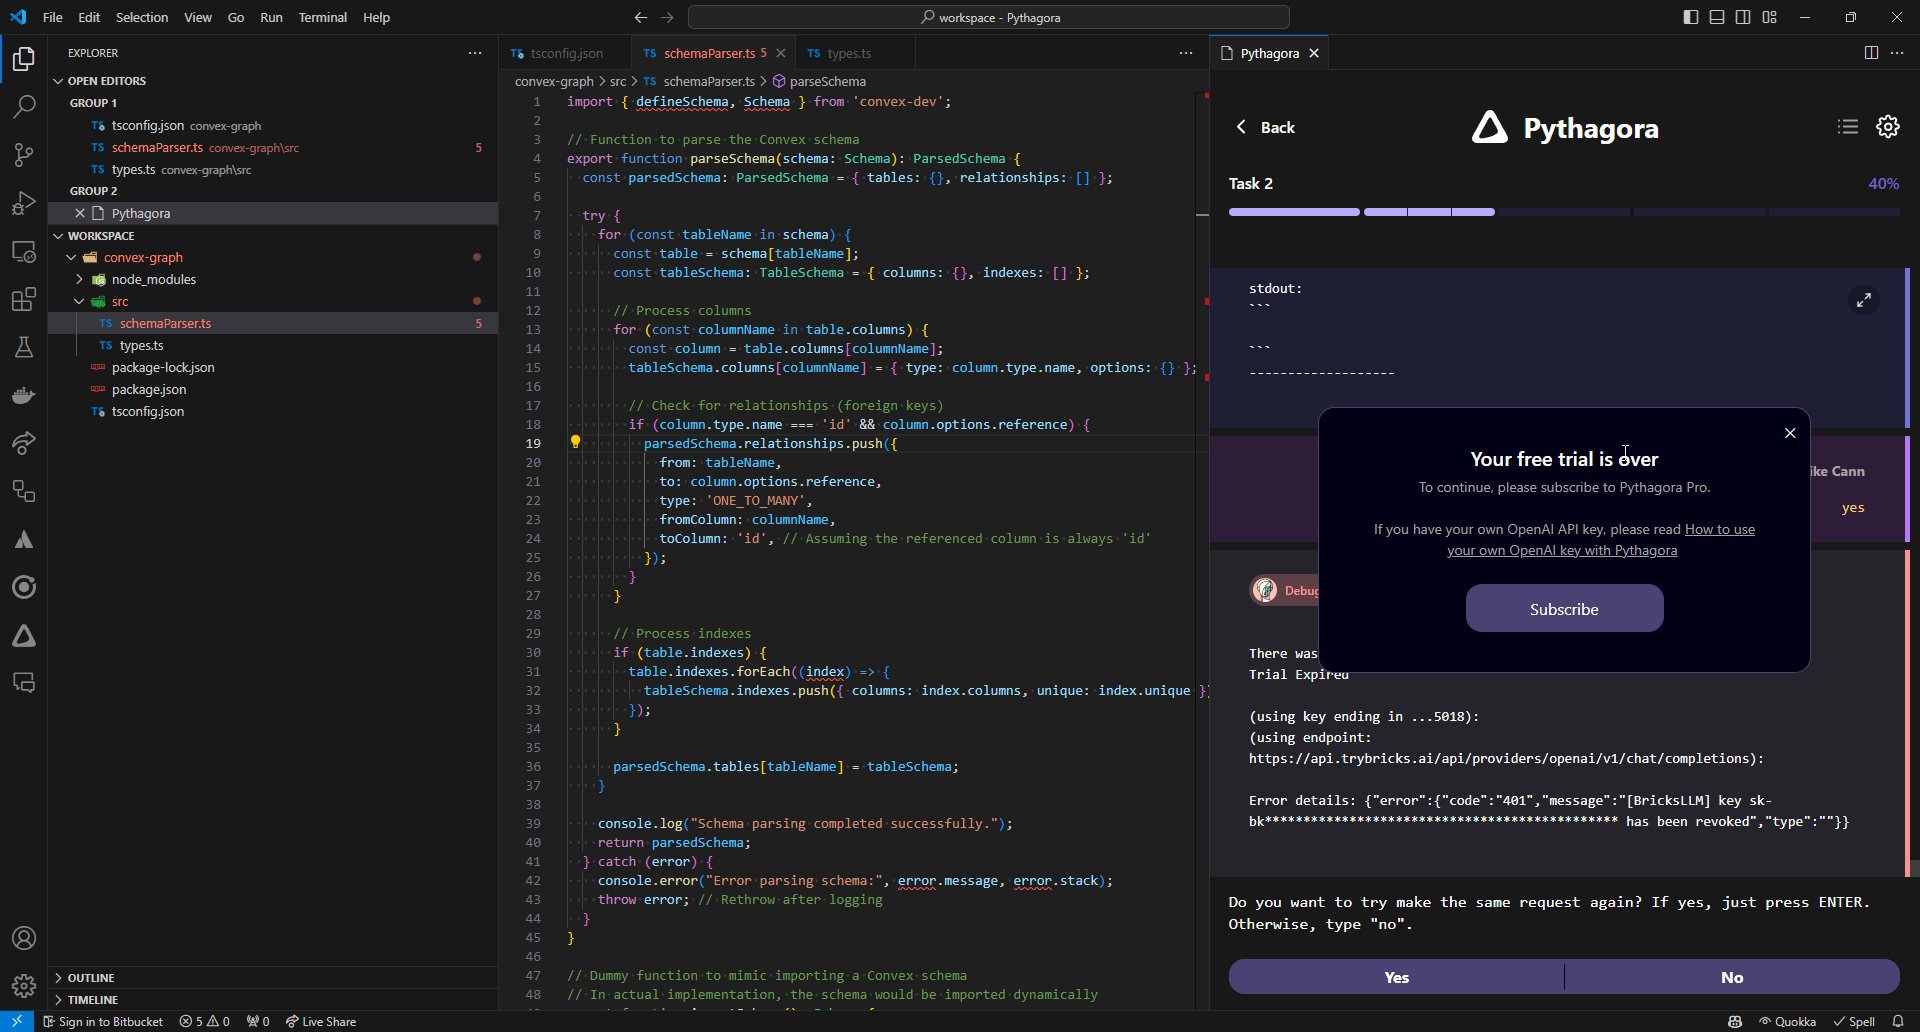 File Edit Selection View Go Run Terminal Help
workspace - Pythagora
EXPLORER
OPEN EDITORS
GROUP 1
tsconfig.json convex-graph
schemaParser.ts convex-graph\src 5
types.ts convex-graph\src
GROUP 2
Pythagora
WORKSPACE
convex-graph
node_modules
src
schemaParser.ts 5
types.ts
package-lock.json
package.json
tsconfig.json
OUTLINE
TIMELINE
tsconfig.json
schemaParser.ts 5
types.ts
convex-graph > src > TS schemaParser.ts > parseSchema
1 import { defineSchema, Schema } from 'convex-dev';
2
3 // Function to parse the Convex schema
4 export function parseSchema(schema: Schema): ParsedSchema {
5 const parsedSchema: ParsedSchema = { tables: {}, relationships: [] };
6
7 try {
8 for (const tableName in schema) {
9 const table = schema[tableName];
10 const tableSchema: TableSchema = { columns: {}, indexes: [] };
11
12 // Process columns
13 for (const columnName in table.columns) {
14 const column = table.columns[columnName];
15 tableSchema.columns[columnName] = { type: column.type.name, options: {} };
16
17 // Check for relationships (foreign keys)
18 if (column.type.name === 'id' && column.options.reference) {
19 parsedSchema.relationships.push({
20 from: tableName,
21 to: column.options.reference,
22 type: 'ONE_TO_MANY',
23 fromColumn: columnName,
24 toColumn: 'id', // Assuming the referenced column is always 'id'
25 });
26 }
27 }
28
29 // Process indexes
30 if (table.indexes) {
31 table.indexes.forEach((index) => {
32 tableSchema.indexes.push({ columns: index.columns, unique: index.unique })
33 });
34 }
35
36 parsedSchema.tables[tableName] = tableSchema;
37 }
38
39 console.log("Schema parsing completed successfully.");
40 return parsedSchema;
41 } catch (error) {
42 console.error("Error parsing schema:", error.message, error.stack);
43 throw error; // Rethrow after logging
44 }
45 }
46
47 // Dummy function to mimic importing a Convex schema
48 // In actual implementation, the schema would be imported dynamically
Pythagora
Back
Pythagora
Task 2 40%
stdout:
```
```
-------------------
ike Cann
yes
Your free trial is over
To continue, please subscribe to Pythagora Pro.
If you have your own OpenAI API key, please read How to use
your own OpenAI key with Pythagora
Subscribe
Debug
There was
Trial Expired
(using key ending in ...5018):
(using endpoint:
https://api.trybricks.ai/api/providers/openai/v1/chat/completions):
Error details: {"error":{"code":"401","message":"[BricksLLM] key sk-
bk********************************************** has been revoked","type":""}}
Do you want to try make the same request again? If yes, just press ENTER.
Otherwise, type "no".
Yes No
Sign in to Bitbucket 5 0 0 Live Share
Quokka Spell